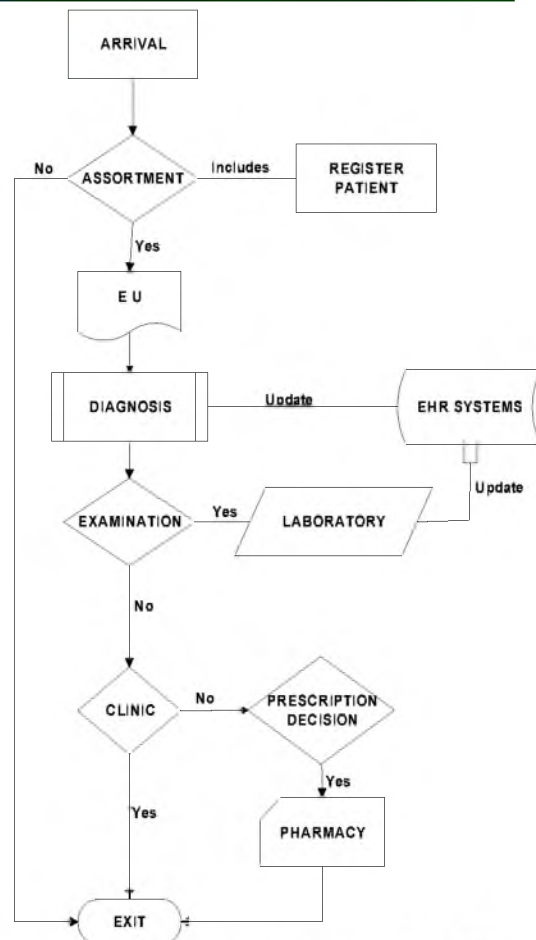 ARRIVAL
No
ASSORTMENT
Includes
REGISTER
PATIENT
Yes
E U
DIAGNOSIS
Update
EHR SYSTEMS
Update
EXAMINATION
Yes
LABORATORY
No
CLINIC
No
PRESCRIPTION
DECISION
Yes
Yes
PHARMACY
EXIT